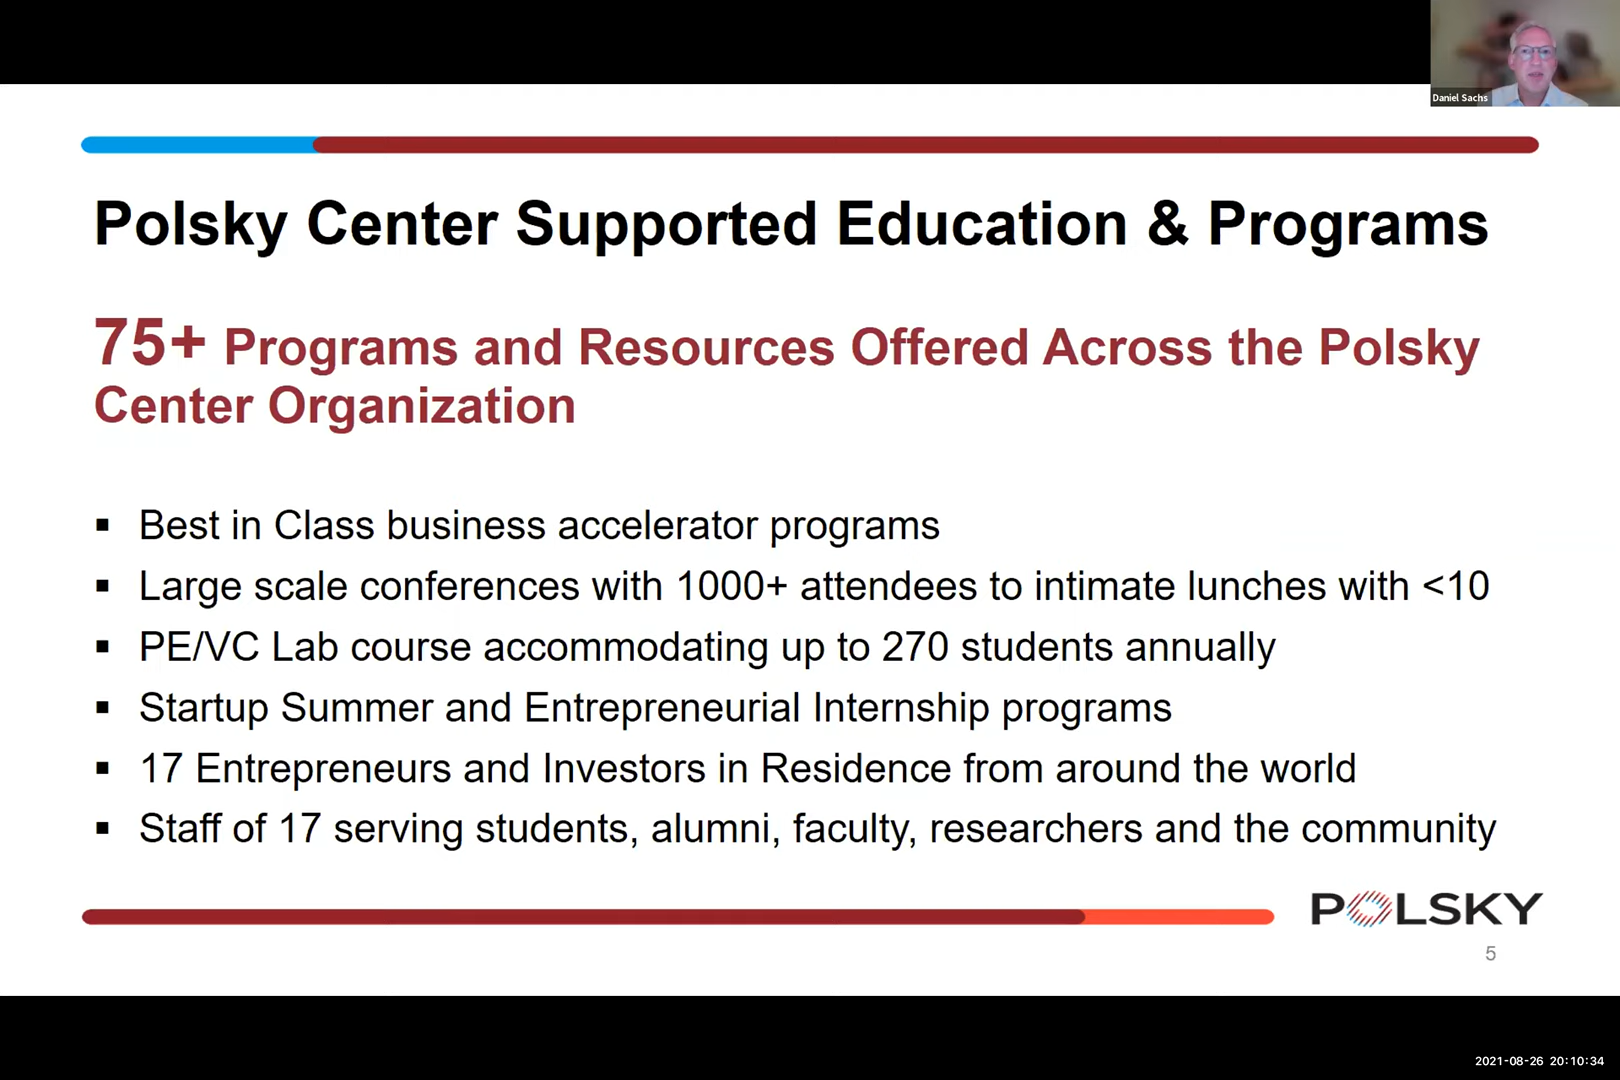 Daniel Sachs
Polsky Center Supported Education & Programs
75+ Programs and Resources Offered Across the Polsky
Center Organization
▪ Best in Class business accelerator programs
▪ Large scale conferences with 1000+ attendees to intimate lunches with <10
▪ PE/VC Lab course accommodating up to 270 students annually
▪ Startup Summer and Entrepreneurial Internship programs
▪ 17 Entrepreneurs and Investors in Residence from around the world
▪ Staff of 17 serving students, alumni, faculty, researchers and the community
POLSKY
5
2021-08-26 20:10:34